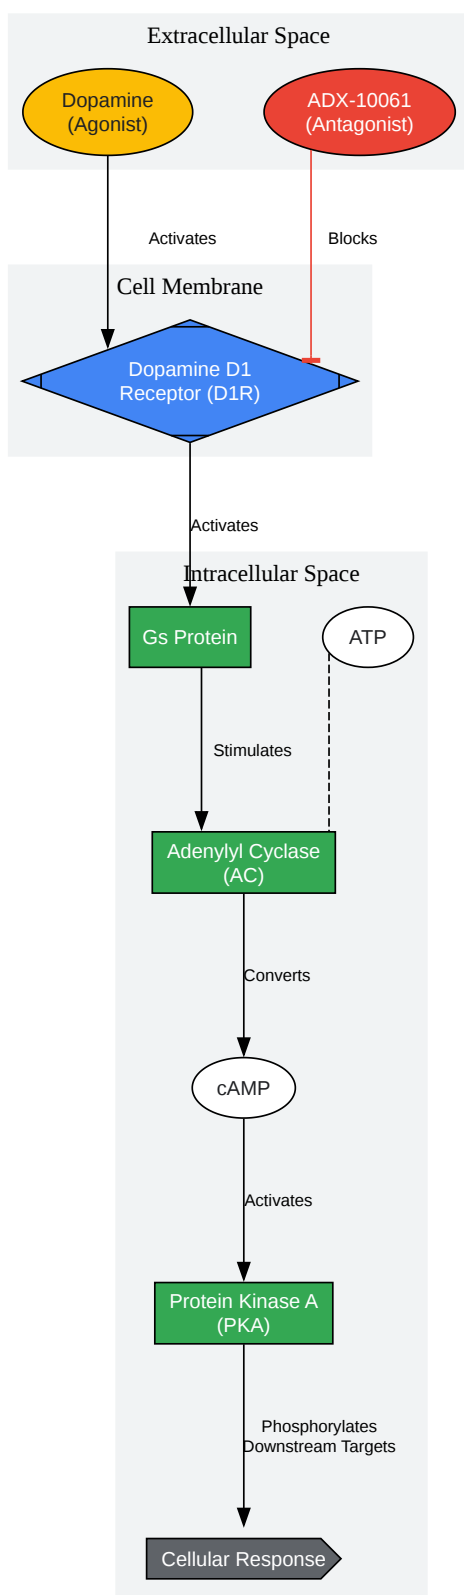 Extracellular Space
Dopamine
(Agonist)
ADX-10061
(Antagonist)
Activates
Blocks
Cell Membrane
Dopamine D1
Receptor (D1R)
Activates
Intracellular Space
Gs Protein
ATP
Stimulates
Adenylyl Cyclase
(AC)
Converts
cAMP
Activates
Protein Kinase A
(PKA)
Phosphorylates
Downstream Targets
Cellular Response